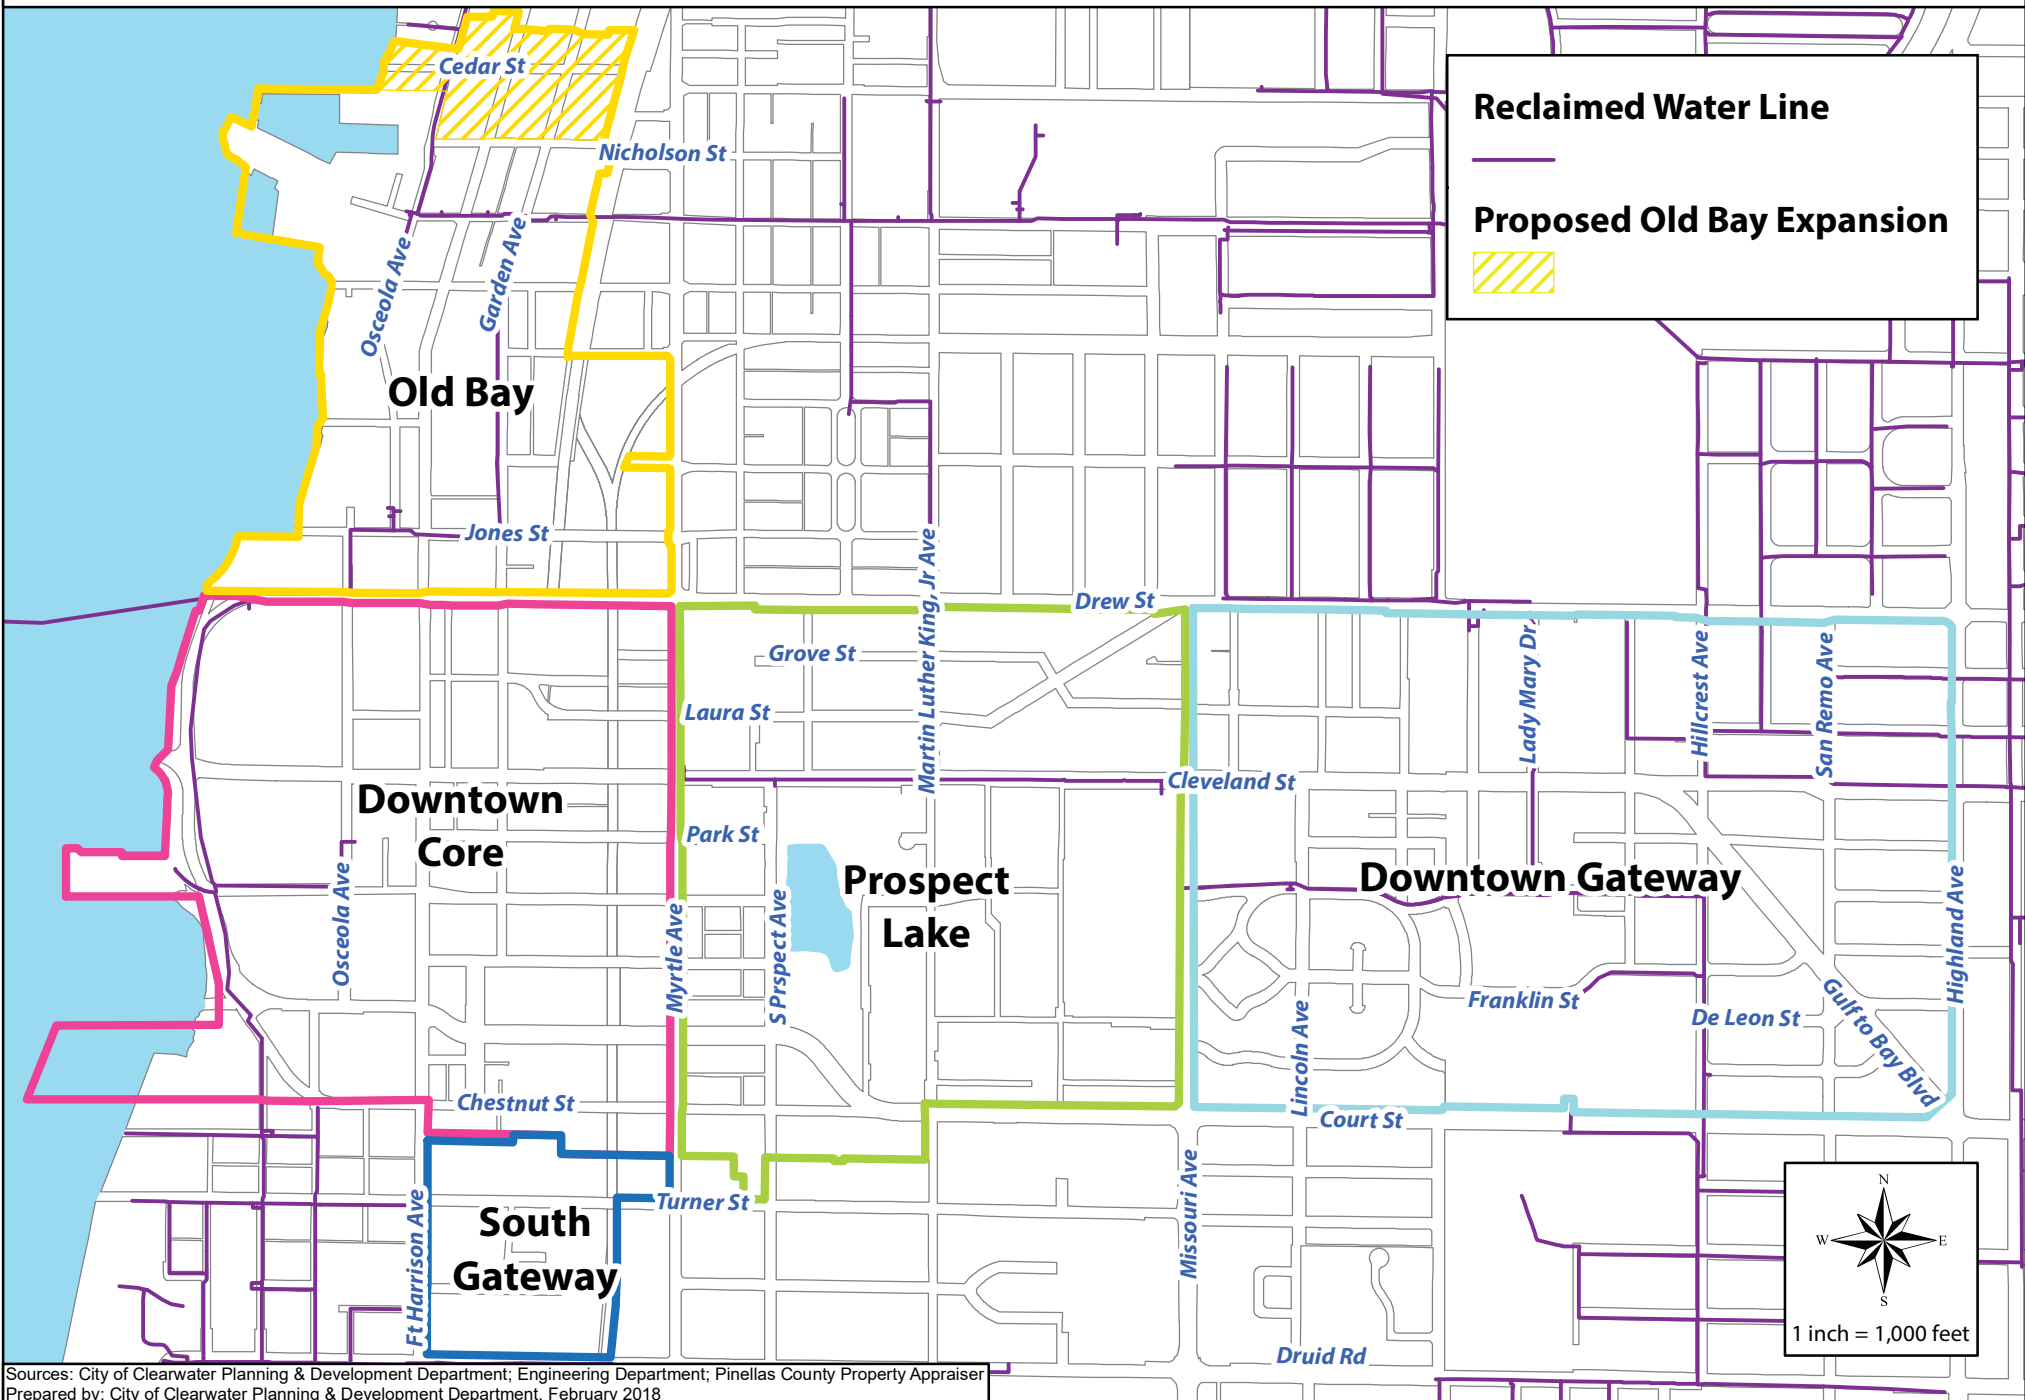 Reclaimed Water Line
Proposed Old Bay Expansion
Cedar St
Nicholson St
Osceola Ave
Garden Ave
Old Bay
Jones St
Martin Luther King, Jr Ave
Drew St
Grove St
Laura St
Lady Mary Dr
Hillcrest Ave
San Remo Ave
Cleveland St
Downtown
Core
Park St
Osceola Ave
Myrtle Ave
S Prspect Ave
Prospect
Lake
Downtown Gateway
Highland Ave
Franklin St
Lincoln Ave
De Leon St
Gulf to Bay Blvd
Chestnut St
Court St
Missouri Ave
Turner St
Ft Harrison Ave
South
Gateway
Druid Rd
N
W
E
S
1 inch = 1,000 feet
Sources: City of Clearwater Planning & Development Department; Engineering Department; Pinellas County Property Appraiser
Prepared by: City of Clearwater Planning & Development Department, February 2018